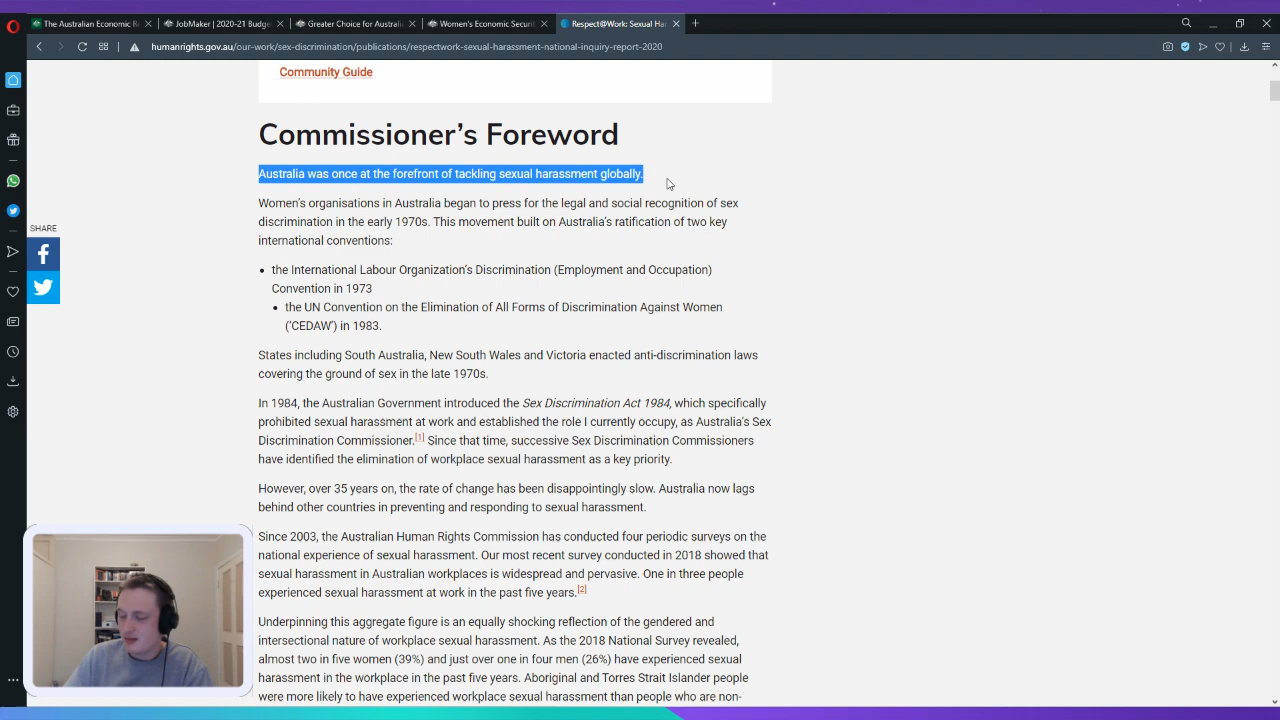 The Australian Economic R
JobMaker | 2020-21 Budge
Greater Choice for Australi
Women's Economic Securit
Respect@Work: Sexual Har
humanrights.gov.au/our-work/sex-discrimination/publications/respectwork-sexual-harassment-national-inquiry-report-2020
Community Guide
Commissioner's Foreword
Australia was once at the forefront of tackling sexual harassment globally.
Women's organisations in Australia began to press for the legal and social recognition of sex
discrimination in the early 1970s. This movement built on Australia's ratification of two key
international conventions:
SHARE
• the International Labour Organization's Discrimination (Employment and Occupation)
Convention in 1973
• the UN Convention on the Elimination of All Forms of Discrimination Against Women
('CEDAW') in 1983.
States including South Australia, New South Wales and Victoria enacted anti-discrimination laws
covering the ground of sex in the late 1970s.
In 1984, the Australian Government introduced the Sex Discrimination Act 1984, which specifically
prohibited sexual harassment at work and established the role I currently occupy, as Australia's Sex
Discrimination Commissioner.[1] Since that time, successive Sex Discrimination Commissioners
have identified the elimination of workplace sexual harassment as a key priority.
However, over 35 years on, the rate of change has been disappointingly slow. Australia now lags
behind other countries in preventing and responding to sexual harassment.
Since 2003, the Australian Human Rights Commission has conducted four periodic surveys on the
national experience of sexual harassment. Our most recent survey conducted in 2018 showed that
sexual harassment in Australian workplaces is widespread and pervasive. One in three people
experienced sexual harassment at work in the past five years.[2]
Underpinning this aggregate figure is an equally shocking reflection of the gendered and
intersectional nature of workplace sexual harassment. As the 2018 National Survey revealed,
almost two in five women (39%) and just over one in four men (26%) have experienced sexual
harassment in the workplace in the past five years. Aboriginal and Torres Strait Islander people
were more likely to have experienced workplace sexual harassment than people who are non-